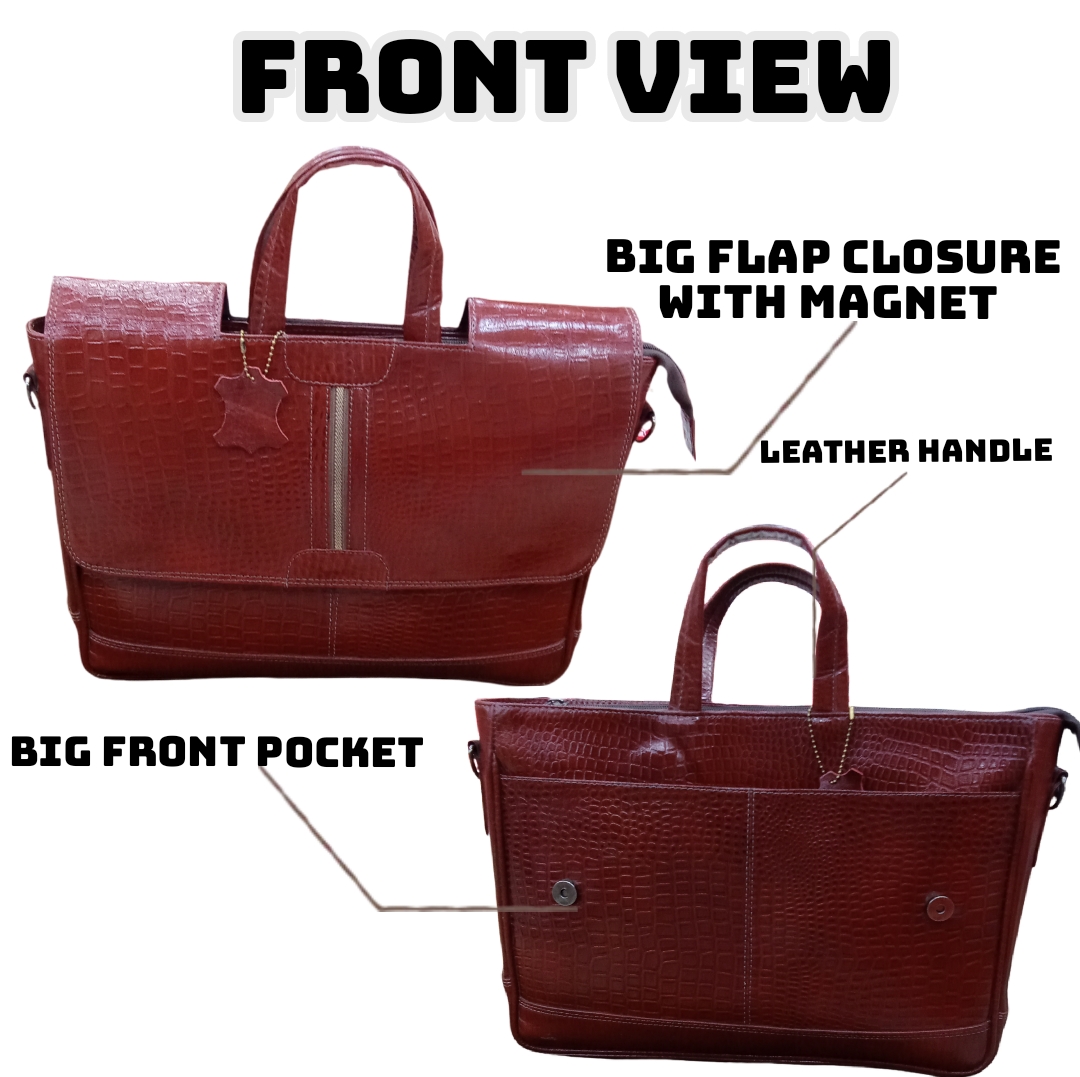 FRONT VIEW
BIG FLAP CLOSURE
WITH MAGNET
LEATHER HANDLE
BIG FRONT POCKET